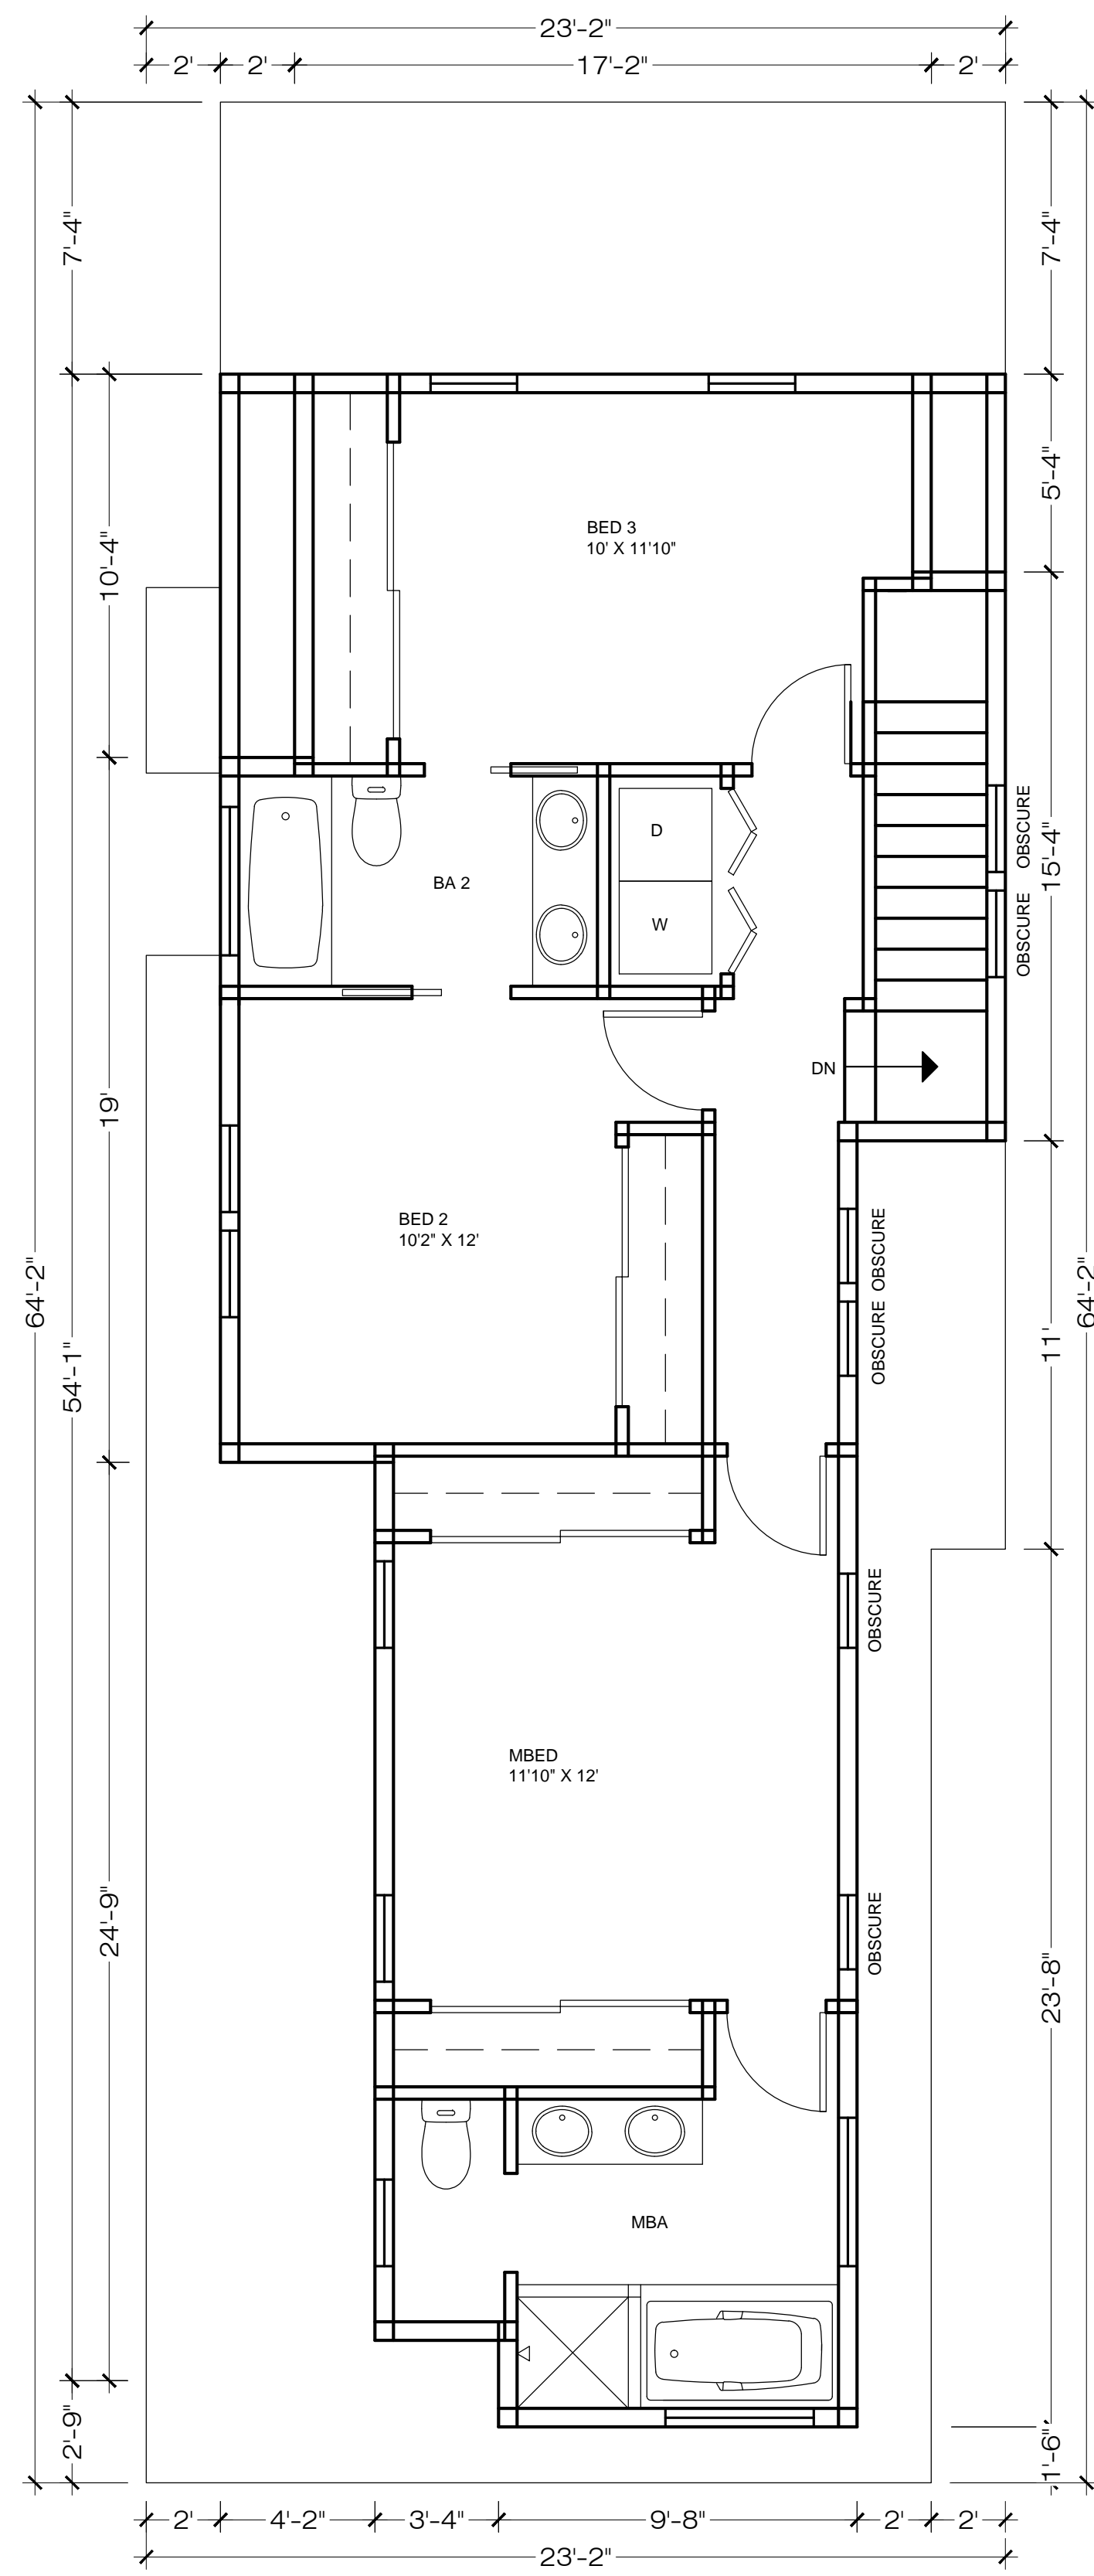 23'-2"
2'
2'
17'-2"
2'
7'-4"
7'-4"
5'-4"
10'-4"
BED 3
10' X 11'10"
OBSCURE
D
15'-4"
BA 2
W
OBSCURE
DN
19'
BED 2
10'2" X 12'
OBSCURE
64'-2"
64'-2"
OBSCURE
11'
54'-1"
OBSCURE
MBED
11'10" X 12'
OBSCURE
24'-9"
23'-8"
MBA
2'-9"
1'-6"
2'
4'-2"
3'-4"
9'-8"
2'
2'
23'-2"